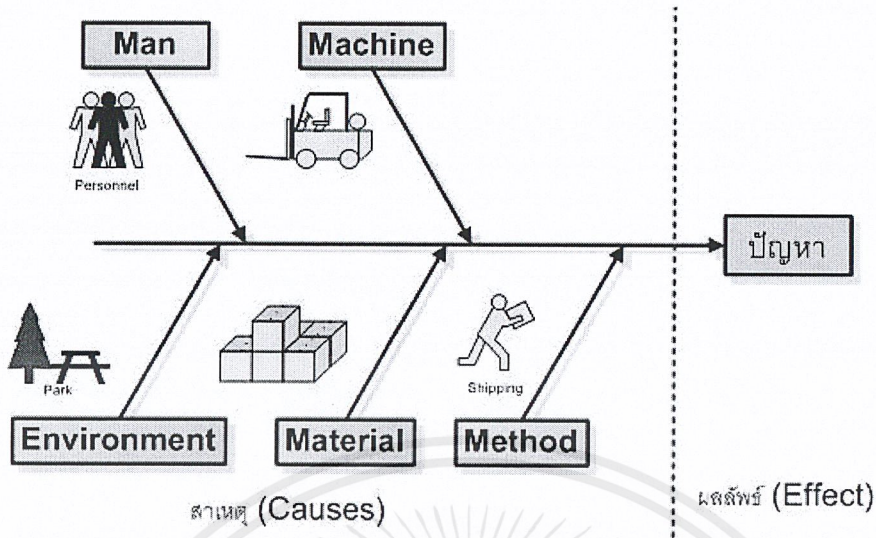 Man
Machine
Personnel
ปัญหา
Park
Shipping
Environment
Material
Method
สาเหตุ (Causes)
ผลลัพธ์ (Effect)